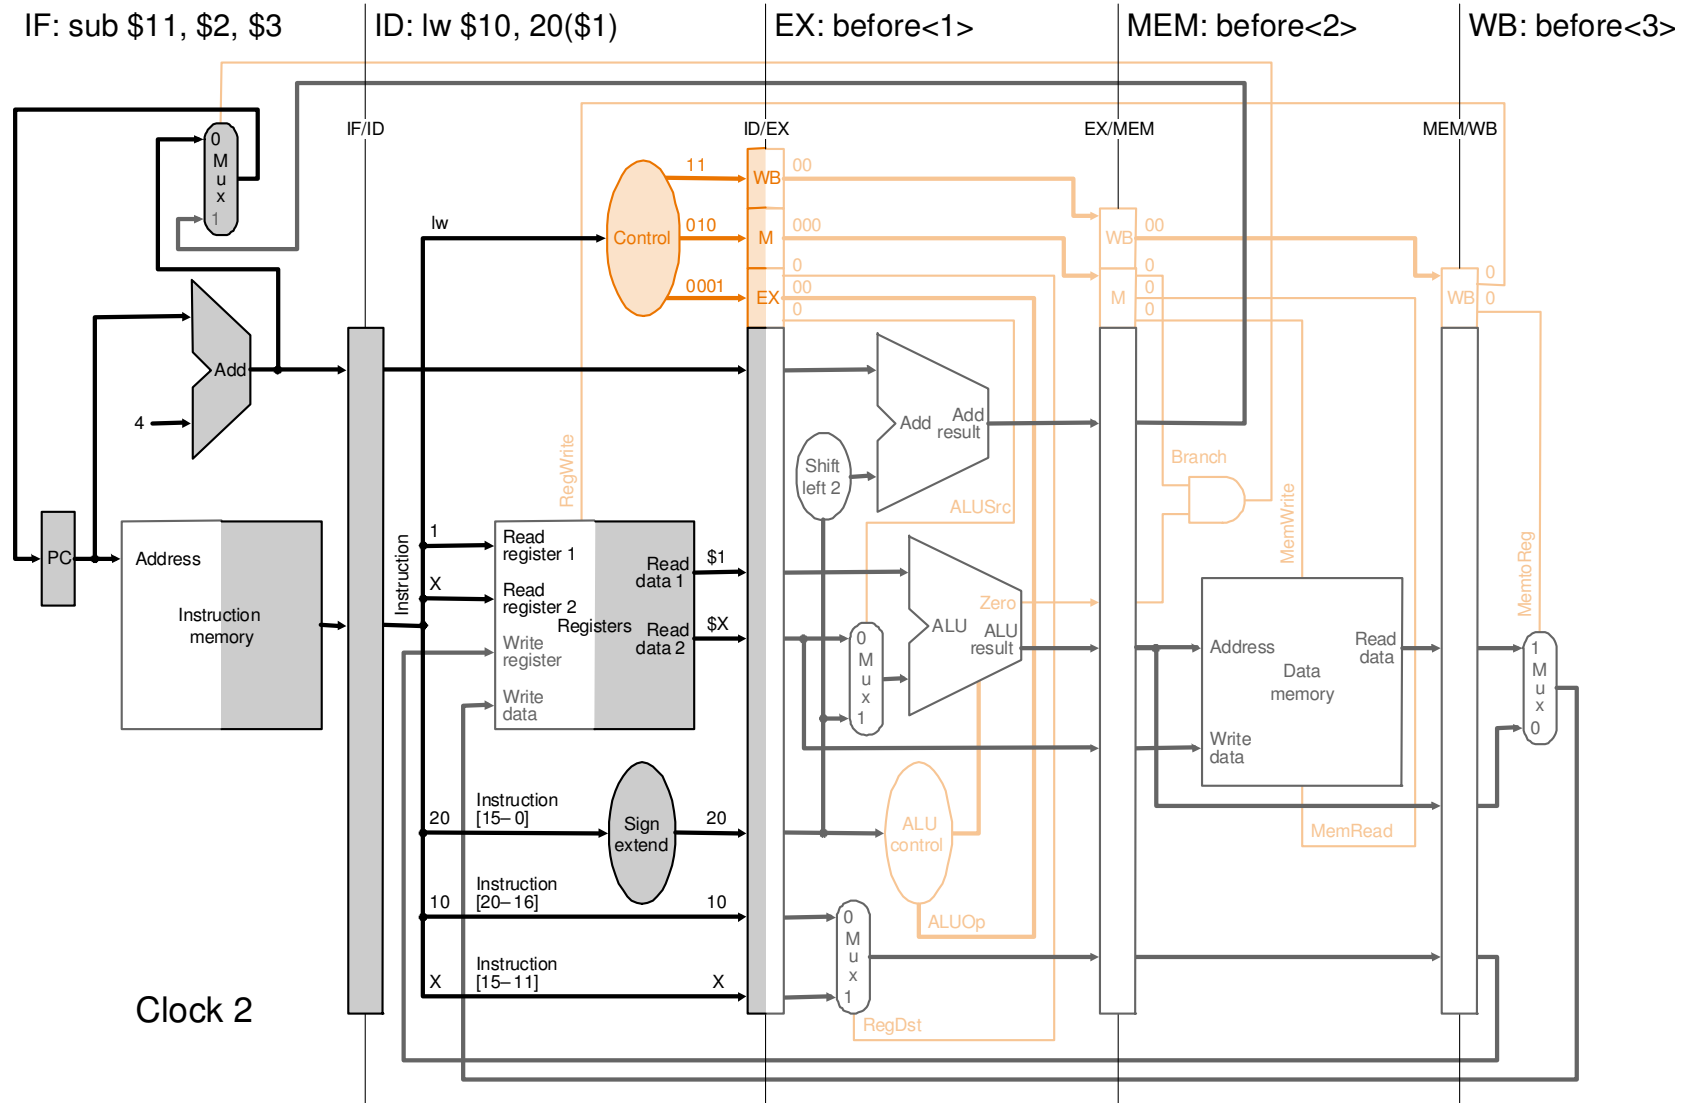 IF: sub $11, $2, $3
ID: lw $10, 20($1)
EX: before<1>
MEM: before<2>
WB: before<3>
IF/ID
ID/EX
EX/MEM
MEM/WB
0
M
u
x
1
lw
Control
11
010
0001
WB
M
EX
00
000
0
00
0
WB
M
00
0
0
0
WB
0
0
Add
4
PC
Address
Instruction
memory
Instruction
RegWrite
1
X
Read
register 1
Read
register 2
Registers
Write
register
Write
data
Read
data 1
Read
data 2
$1
$X
Shift
left 2
Add
Add
result
ALUSrc
Zero
ALU
ALU
result
0
M
u
x
1
Branch
MemWrite
Address
Data
memory
Read
data
Write
data
MemRead
MemtoReg
1
M
u
x
0
20
Instruction
[15–0]
Sign
extend
20
ALU
control
10
Instruction
[20–16]
10
ALUOp
X
Instruction
[15–11]
X
0
M
u
x
1
RegDst
Clock 2